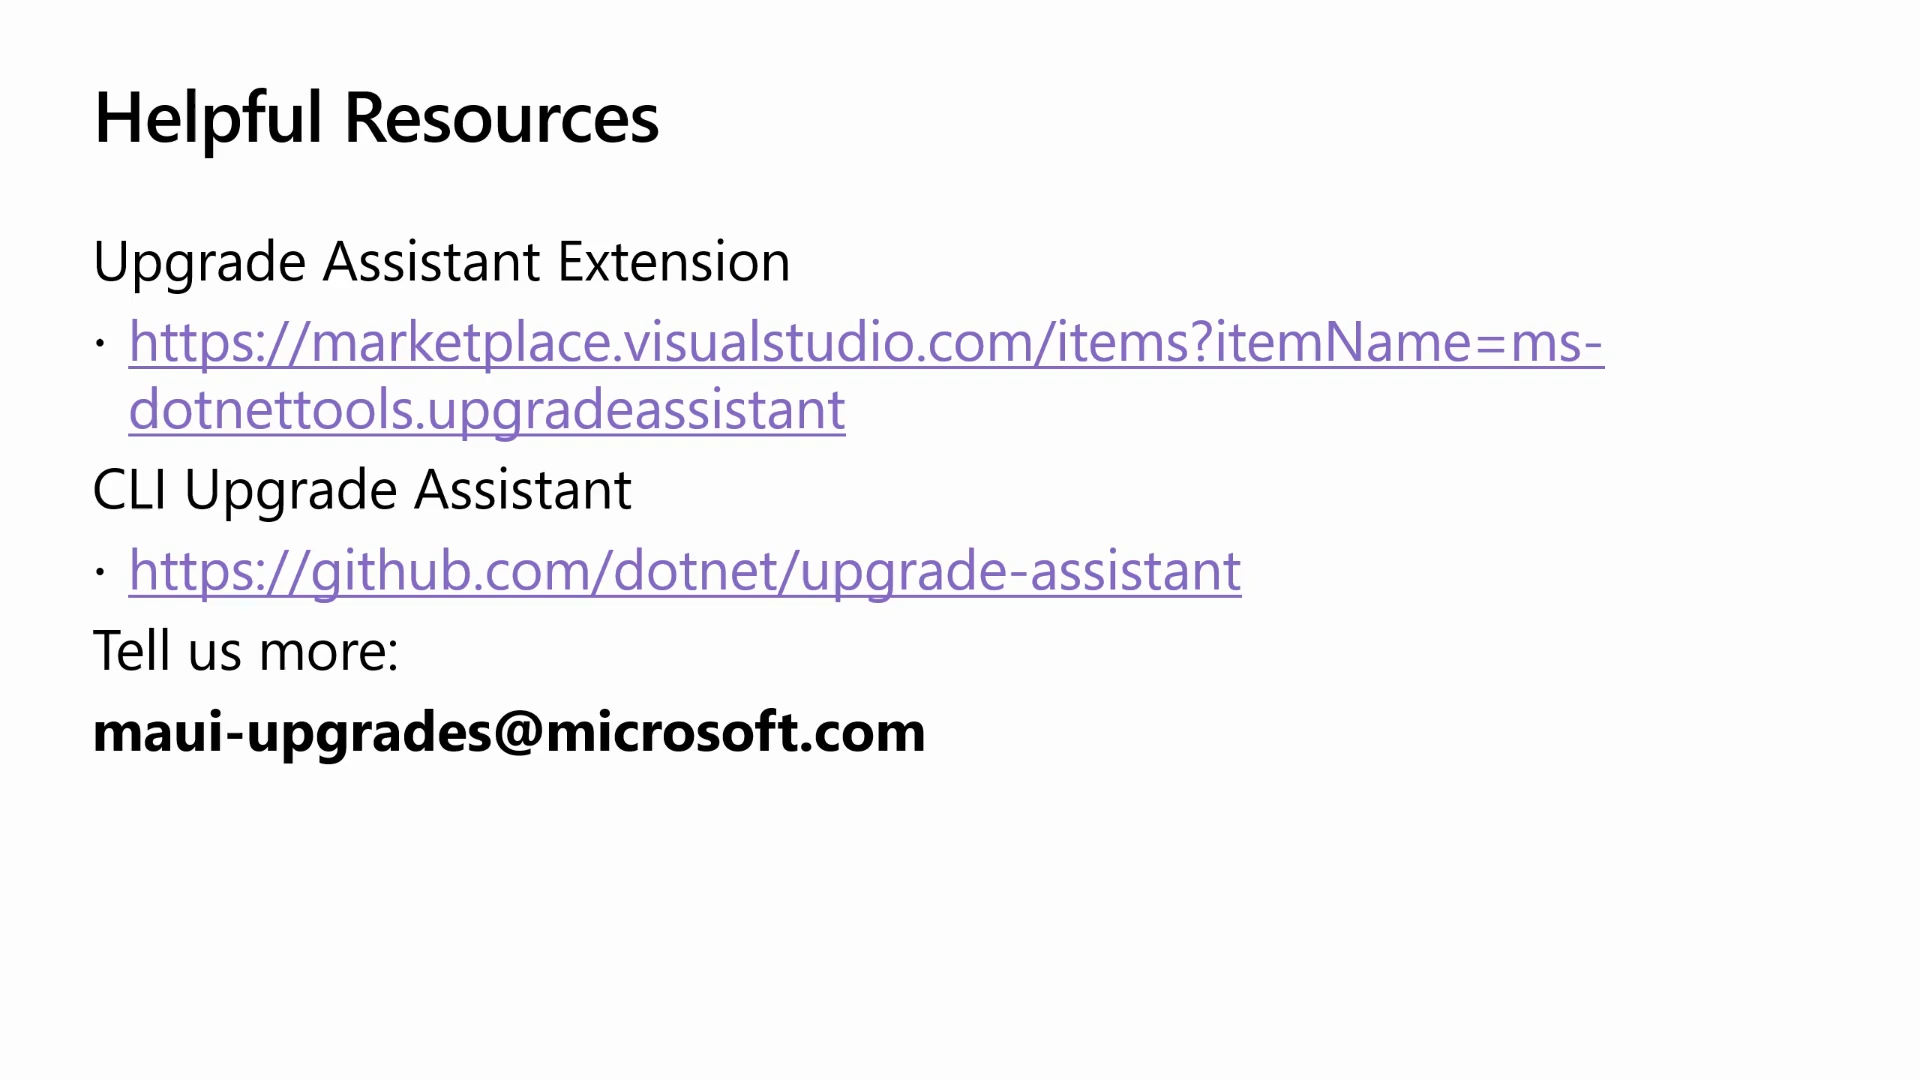 Helpful Resources
Upgrade Assistant Extension
· https://marketplace.visualstudio.com/items?itemName=ms-
dotnettools.upgradeassistant
CLI Upgrade Assistant
· https://github.com/dotnet/upgrade-assistant
Tell us more:
maui-upgrades@microsoft.com